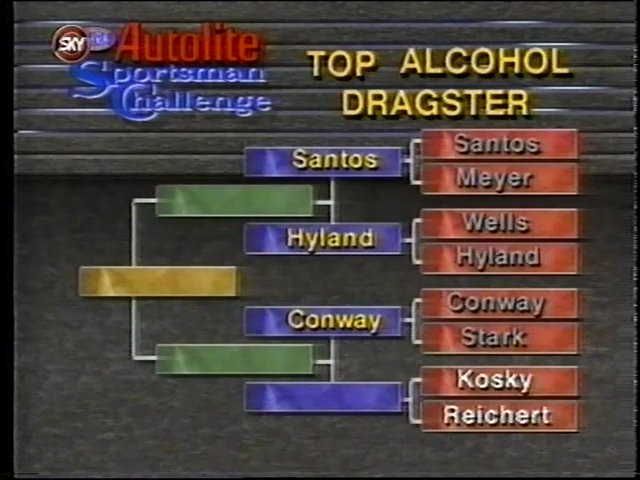 SKY
Autolite
Sportsman
Challenge
TOP ALCOHOL
DRAGSTER
Santos
Meyer
Santos
Wells
Hyland
Hyland
Conway
Stark
Conway
Kosky
Reichert